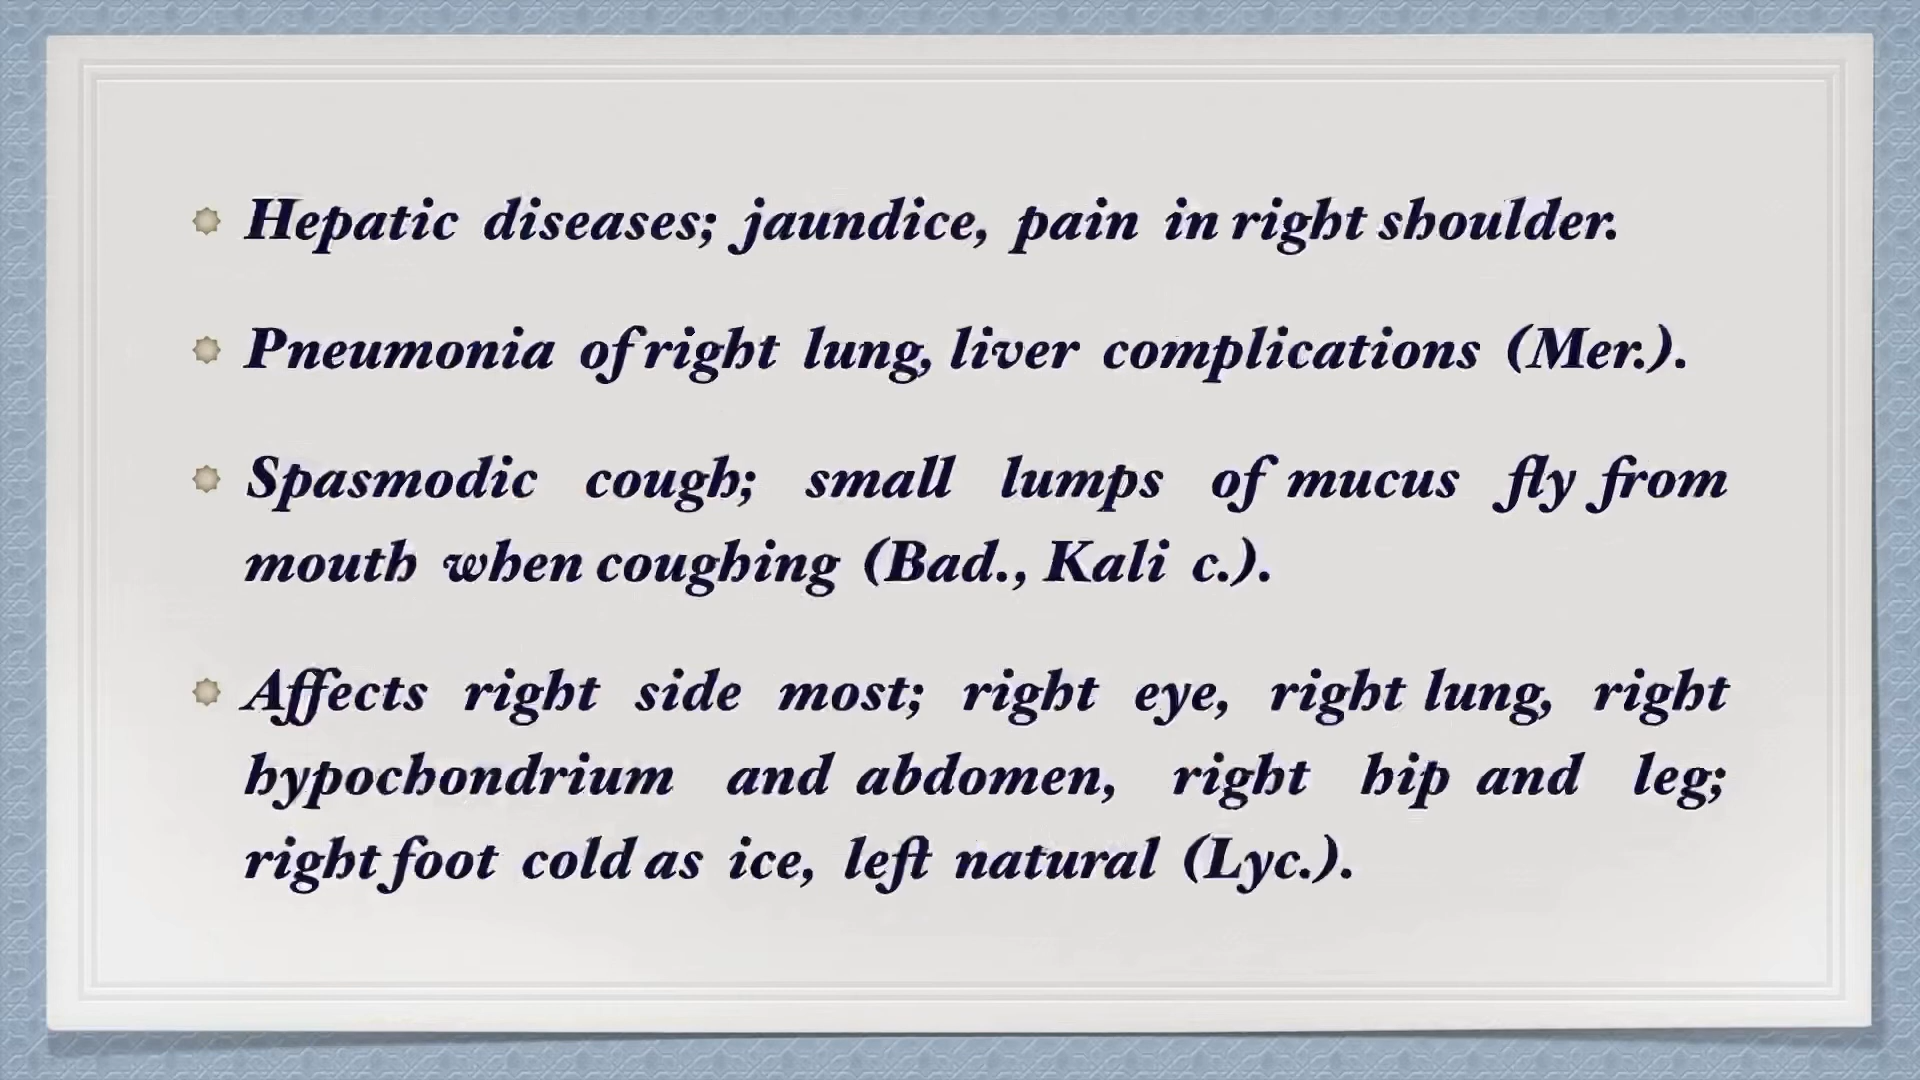 Hepatic diseases; jaundice, pain in right shoulder.
Pneumonia of right lung, liver complications (Mer.).
Spasmodic cough; small lumps of mucus fly from
mouth when coughing (Bad., Kali c.).
Affects right side most; right eye, right lung, right
hypochondrium and abdomen, right hip and leg;
right foot cold as ice, left natural (Lyc.).